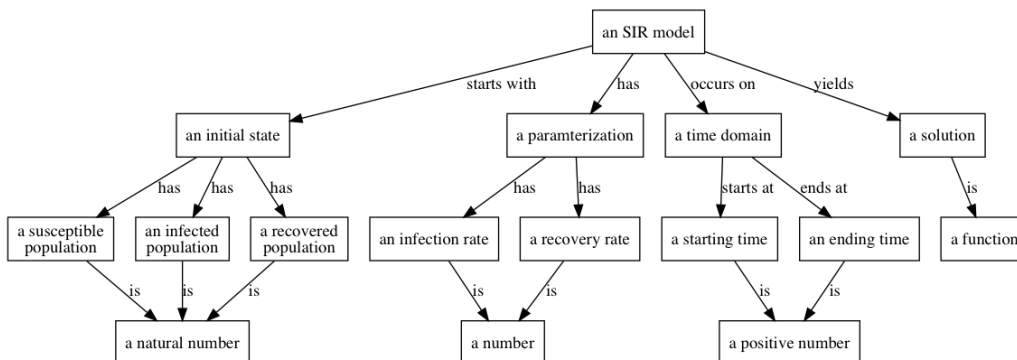 an SIR model
starts with
has
occurs on
yields
an initial state
a paramterization
a time domain
a solution
has
has
has
has
has
starts at
ends at
is
a susceptible
population
an infected
population
a recovered
population
an infection rate
a recovery rate
a starting time
an ending time
a function
is
is
is
is
is
is
is
a natural number
a number
a positive number